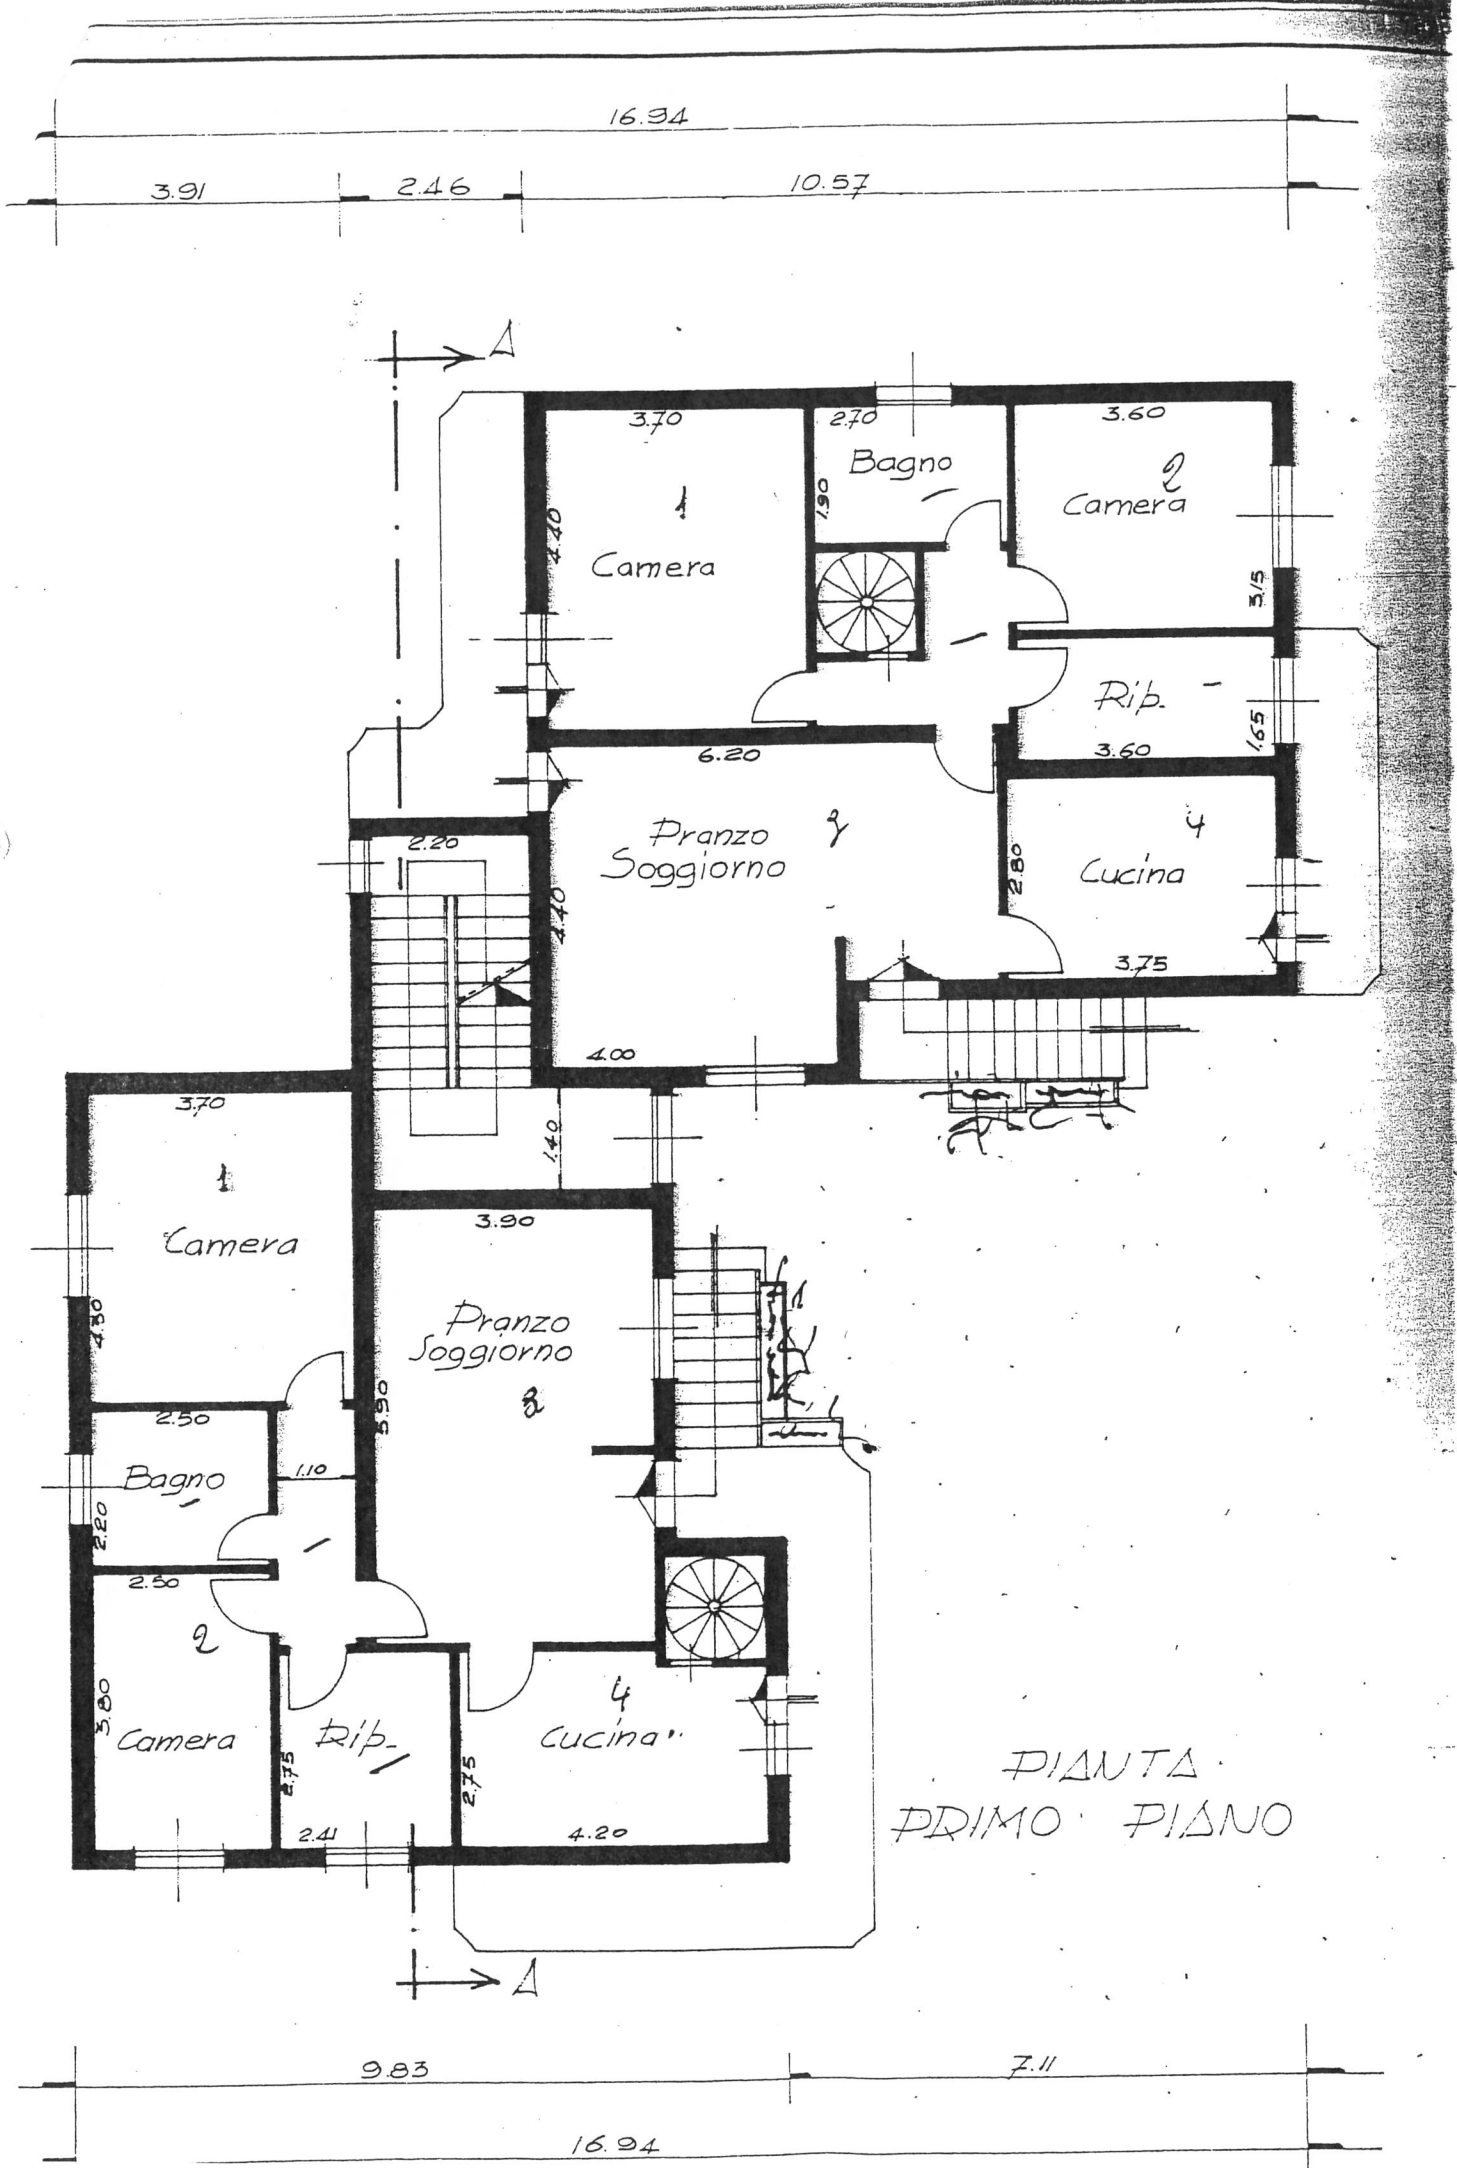 16.94
3.91 2.46 10.57
A
3.70 2.70 3.60
Bagno 2
1 1.90 Camera
4.40
Camera 3.15
Rip.
1.65
6.20 3.60
Pranzo 3 4
Soggiorno Cucina
2.20 2.80
4.40
3.75
4.00
3.70
1.40
1
3.90
Camera
Pranzo
Soggiorno
4.30
3
5.90
2.50
Bagno 1.10
2.20
2.50
2
4
3.80 Camera Rip. Cucina
2.75 2.75
2.41 4.20
PIANTA
PRIMO PIANO
A
9.83 7.11
16.94